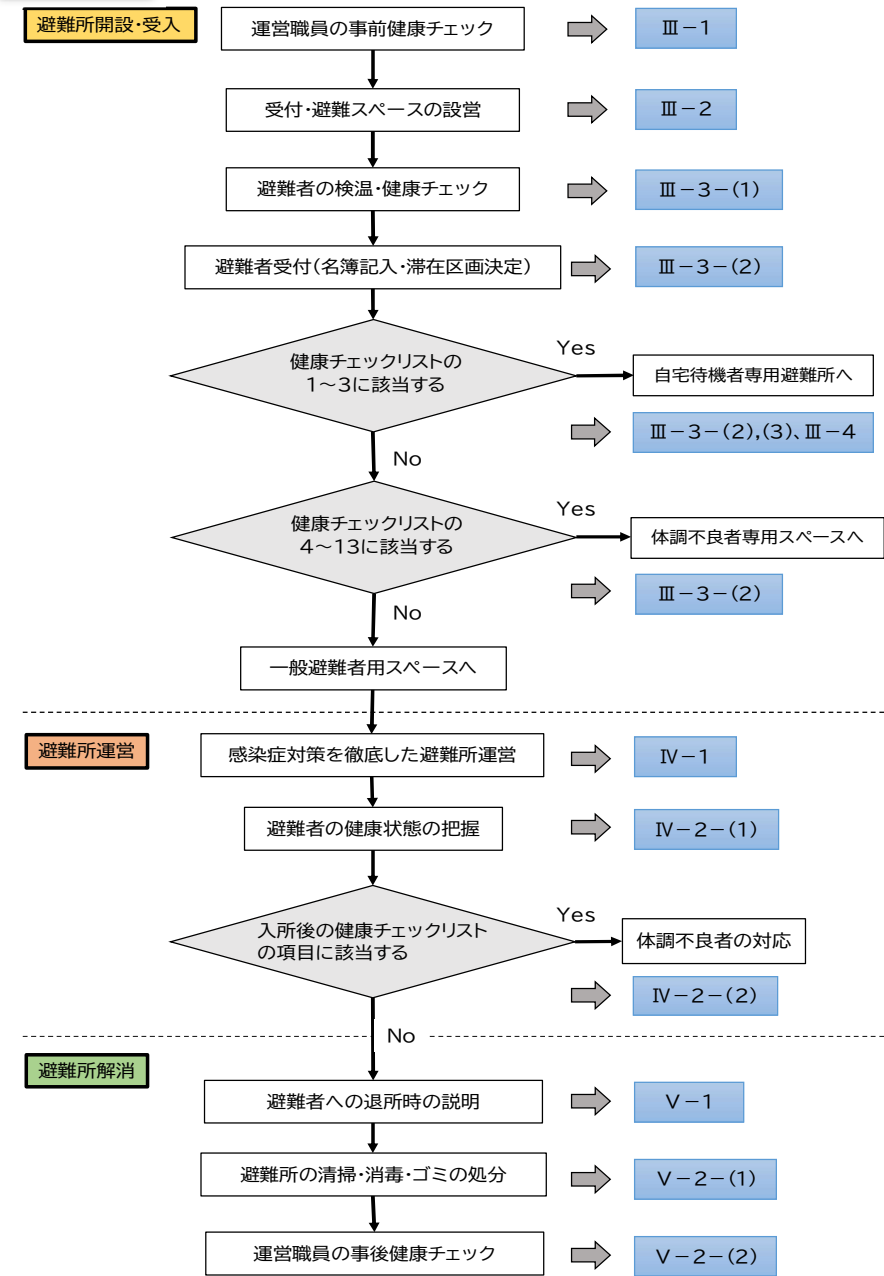 避難所開設・受入
運営職員の事前健康チェック
Ⅲ－1
受付・避難スペースの設営
Ⅲ－2
避難者の検温・健康チェック
Ⅲ－3－(1)
避難者受付(名簿記入・滞在区画決定)
Ⅲ－3－(2)
健康チェックリストの
1～3に該当する
Yes
自宅待機者専用避難所へ
Ⅲ－3－(2),(3)、Ⅲ－4
No
健康チェックリストの
4～13に該当する
Yes
体調不良者専用スペースへ
Ⅲ－3－(2)
No
一般避難者用スペースへ
避難所運営
感染症対策を徹底した避難所運営
Ⅳ－1
避難者の健康状態の把握
Ⅳ－2－(1)
入所後の健康チェックリスト
の項目に該当する
Yes
体調不良者の対応
Ⅳ－2－(2)
No
避難所解消
避難者への退所時の説明
Ⅴ－1
避難所の清掃・消毒・ゴミの処分
Ⅴ－2－(1)
運営職員の事後健康チェック
Ⅴ－2－(2)